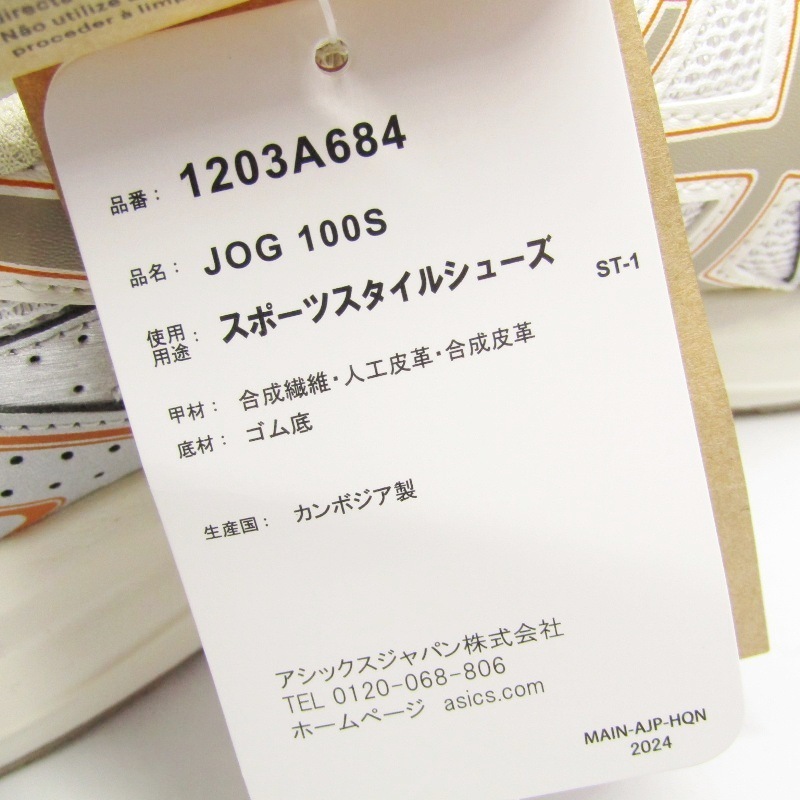 Não utilize
proceder à limp
品番： 1203A684
品名： JOG 100S
使用用途： スポーツスタイルシューズ ST-1
甲材： 合成繊維・人工皮革・合成皮革
底材： ゴム底
生産国： カンボジア製
アシックスジャパン株式会社
TEL 0120-068-806
ホームページ asics.com
MAIN-AJP-HQN
2024